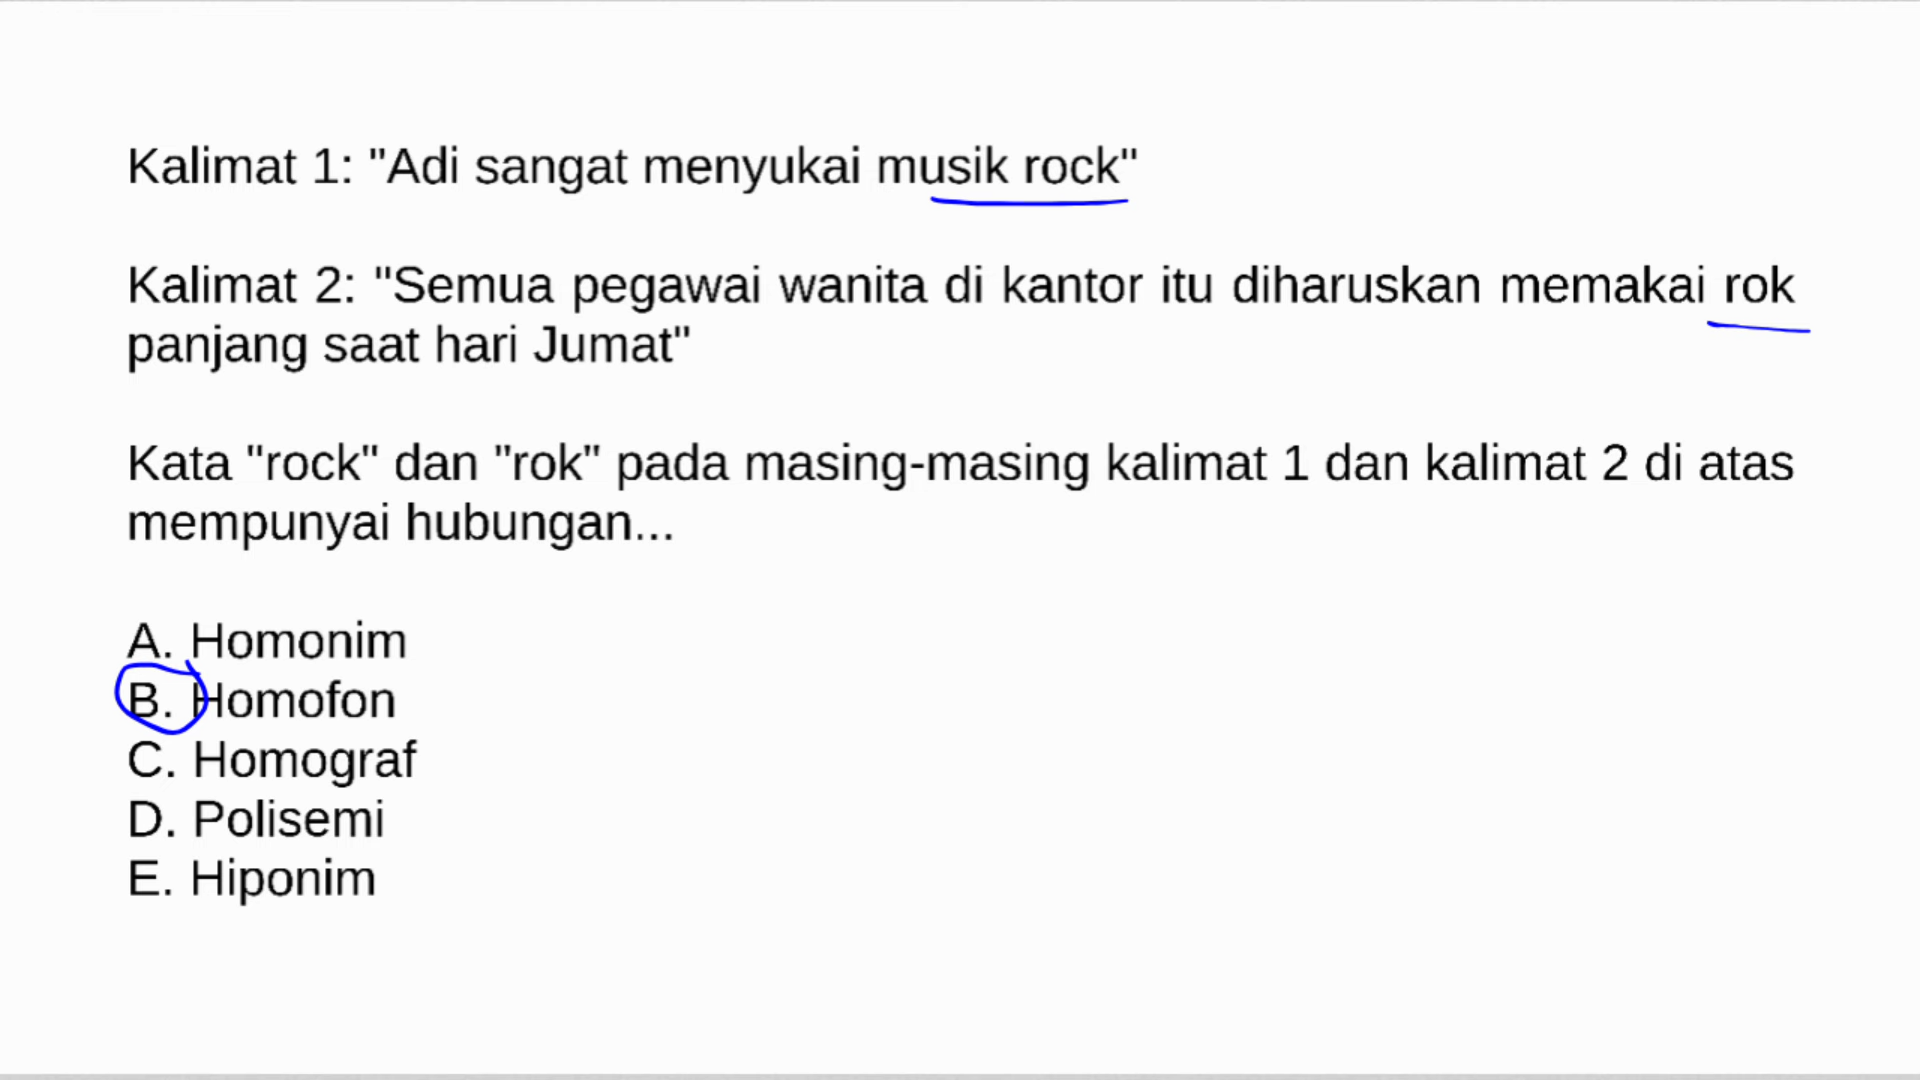 Kalimat 1: "Adi sangat menyukai musik rock"
Kalimat 2: "Semua pegawai wanita di kantor itu diharuskan memakai rok
panjang saat hari Jumat"
Kata "rock" dan "rok" pada masing-masing kalimat 1 dan kalimat 2 di atas
mempunyai hubungan...
A. Homonim
B. Homofon
C. Homograf
D. Polisemi
E. Hiponim